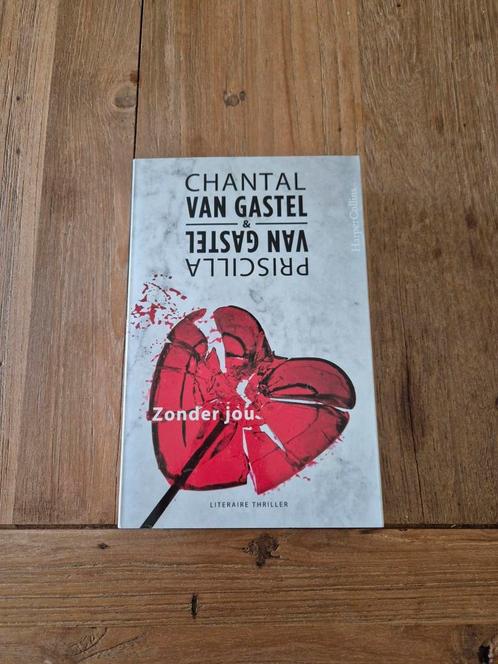 CHANTAL
VAN GASTEL
&
VAN GASTEL
PRISCILLA
HarperCollins
Zonder jou
LITERAIRE THRILLER